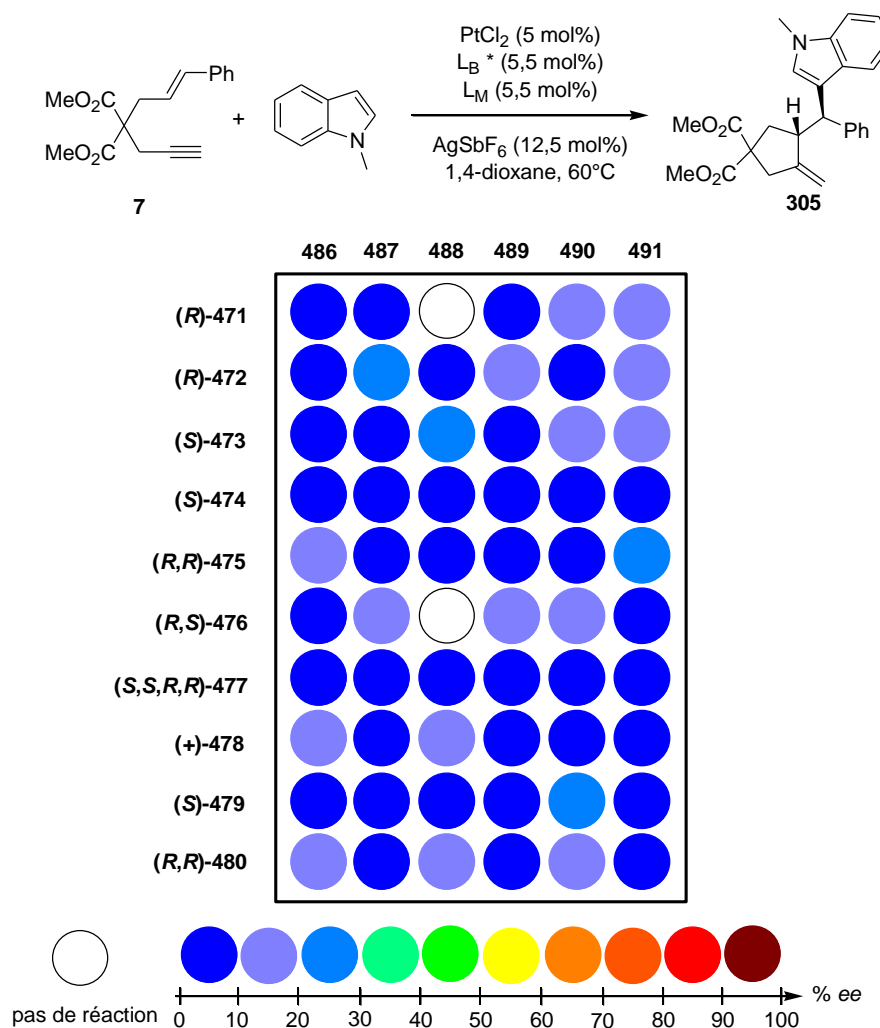 PtCl2 (5 mol%)
LB * (5,5 mol%)
LM (5,5 mol%)
AgSbF6 (12,5 mol%)
1,4-dioxane, 60°C
MeO2C
MeO2C
Ph
7
+
N
N
H
Ph
MeO2C
MeO2C
305
486 487 488 489 490 491
(R)-471
(R)-472
(S)-473
(S)-474
(R,R)-475
(R,S)-476
(S,S,R,R)-477
(+)-478
(S)-479
(R,R)-480
pas de réaction
0 10 20 30 40 50 60 70 80 90 100
% ee